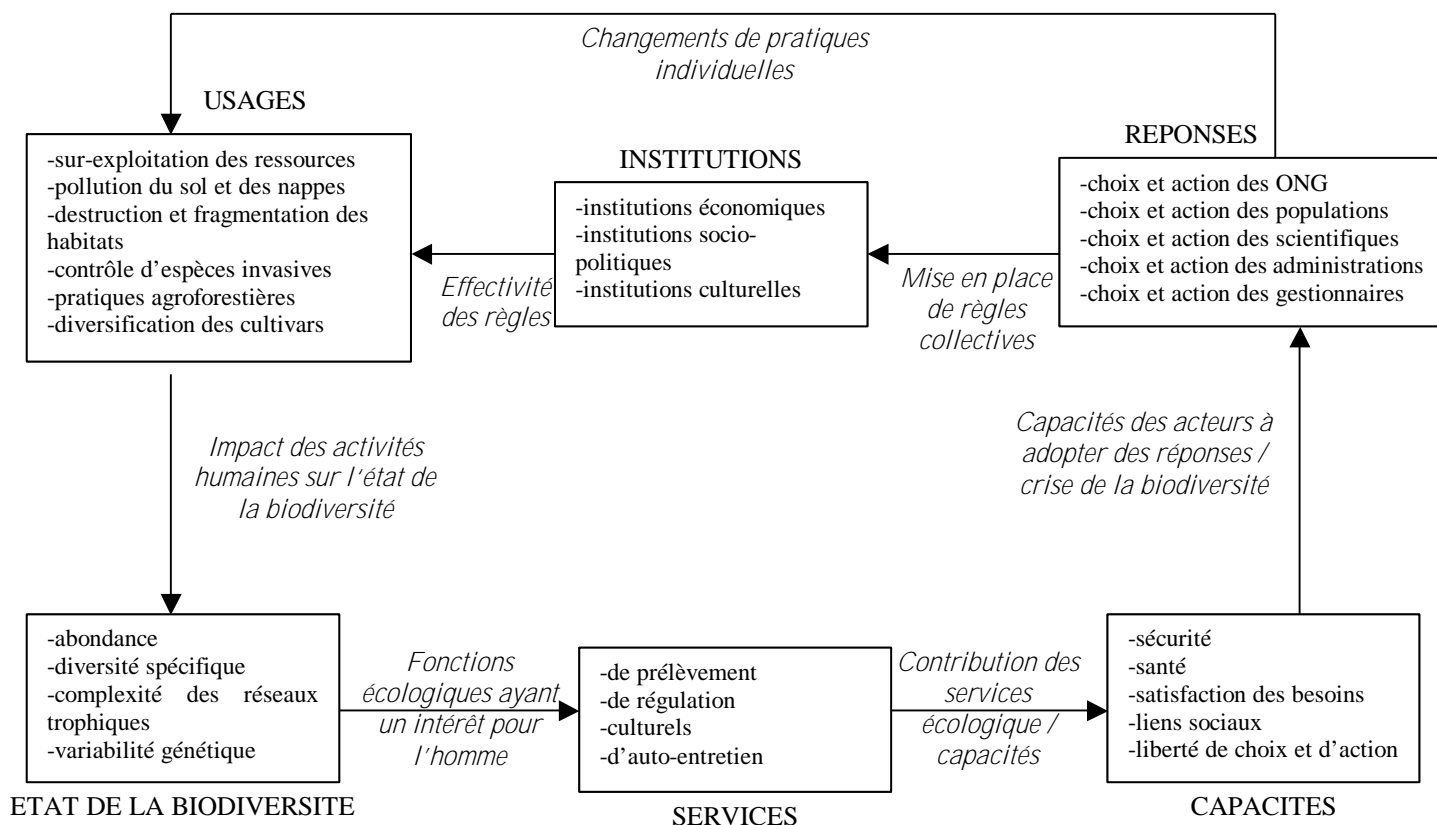 Changements de pratiques
individuelles
USAGES
-sur-exploitation des ressources
-pollution du sol et des nappes
-destruction et fragmentation des
habitats
-contrôle d'espèces invasives
-pratiques agroforestières
-diversification des cultivars
Effectivité
des règles
INSTITUTIONS
-institutions économiques
-institutions socio-
politiques
-institutions culturelles
Mise en place
de règles
collectives
REPONSES
-choix et action des ONG
-choix et action des populations
-choix et action des scientifiques
-choix et action des administrations
-choix et action des gestionnaires
Impact des activités
humaines sur l'état de
la biodiversité
Capacités des acteurs à
adopter des réponses /
crise de la biodiversité
-abondance
-diversité spécifique
-complexité des réseaux
trophiques
-variabilité génétique
ETAT DE LA BIODIVERSITE
Fonctions
écologiques ayant
un intérêt pour
l'homme
-de prélèvement
-de régulation
-culturels
-d'auto-entretien
SERVICES
Contribution des
services
écologique /
capacités
-sécurité
-santé
-satisfaction des besoins
-liens sociaux
-liberté de choix et d'action
CAPACITES